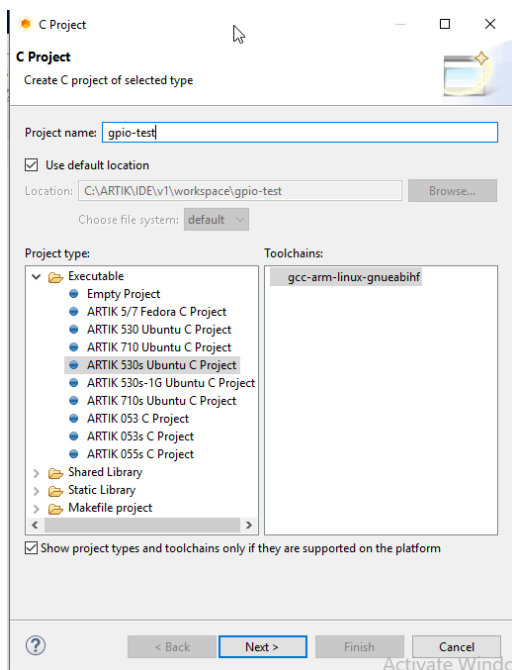 C Project
C Project
Create C project of selected type
Project name: gpio-test
Use default location
Location: C:\ARTIK\IDE\v1\workspace\gpio-test Browse...
Choose file system: default
Project type: Toolchains:
Executable gcc-arm-linux-gnueabihf
Empty Project
ARTIK 5/7 Fedora C Project
ARTIK 530 Ubuntu C Project
ARTIK 710 Ubuntu C Project
ARTIK 530s Ubuntu C Project
ARTIK 530s-1G Ubuntu C Project
ARTIK 710s Ubuntu C Project
ARTIK 053 C Project
ARTIK 053s C Project
ARTIK 055s C Project
Shared Library
Static Library
Makefile project
Show project types and toolchains only if they are supported on the platform
? < Back Next > Finish Cancel
Activate Windo